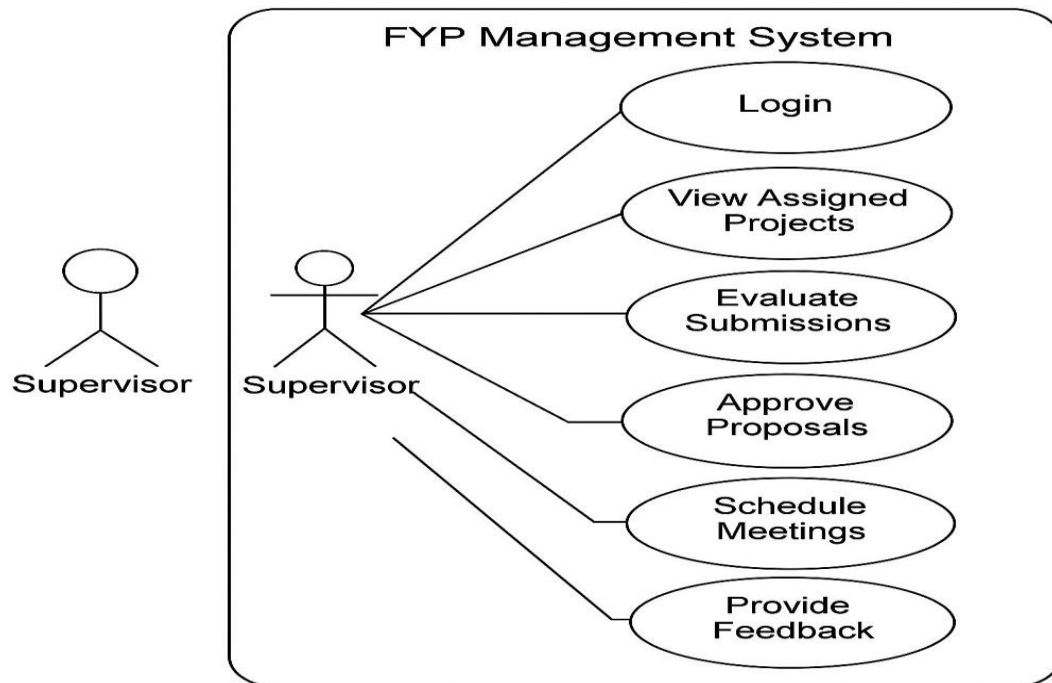 FYP Management System
Login
View Assigned
Projects
Evaluate
Submissions
Supervisor
Supervisor
Approve
Proposals
Schedule
Meetings
Provide
Feedback